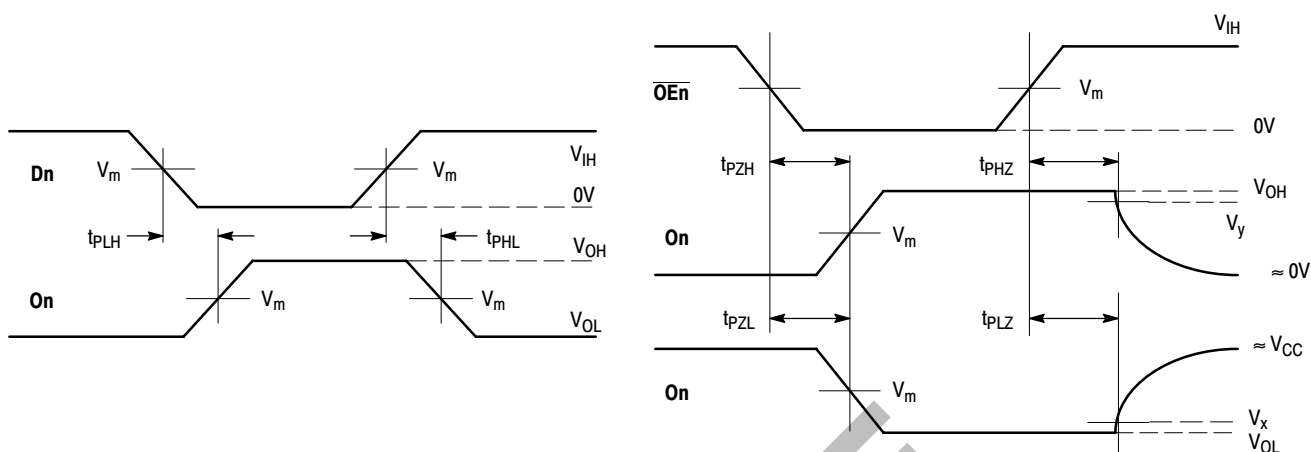 Dn
V_m
V_m
V_IH
0V
t_PLH
t_PHL
V_OH
On
V_m
V_m
V_OL
V_IH
OEn
V_m
0V
t_PZH
t_PHZ
V_OH
V_y
On
V_m
≈ 0V
t_PZL
t_PLZ
≈ V_CC
On
V_m
V_x
V_OL